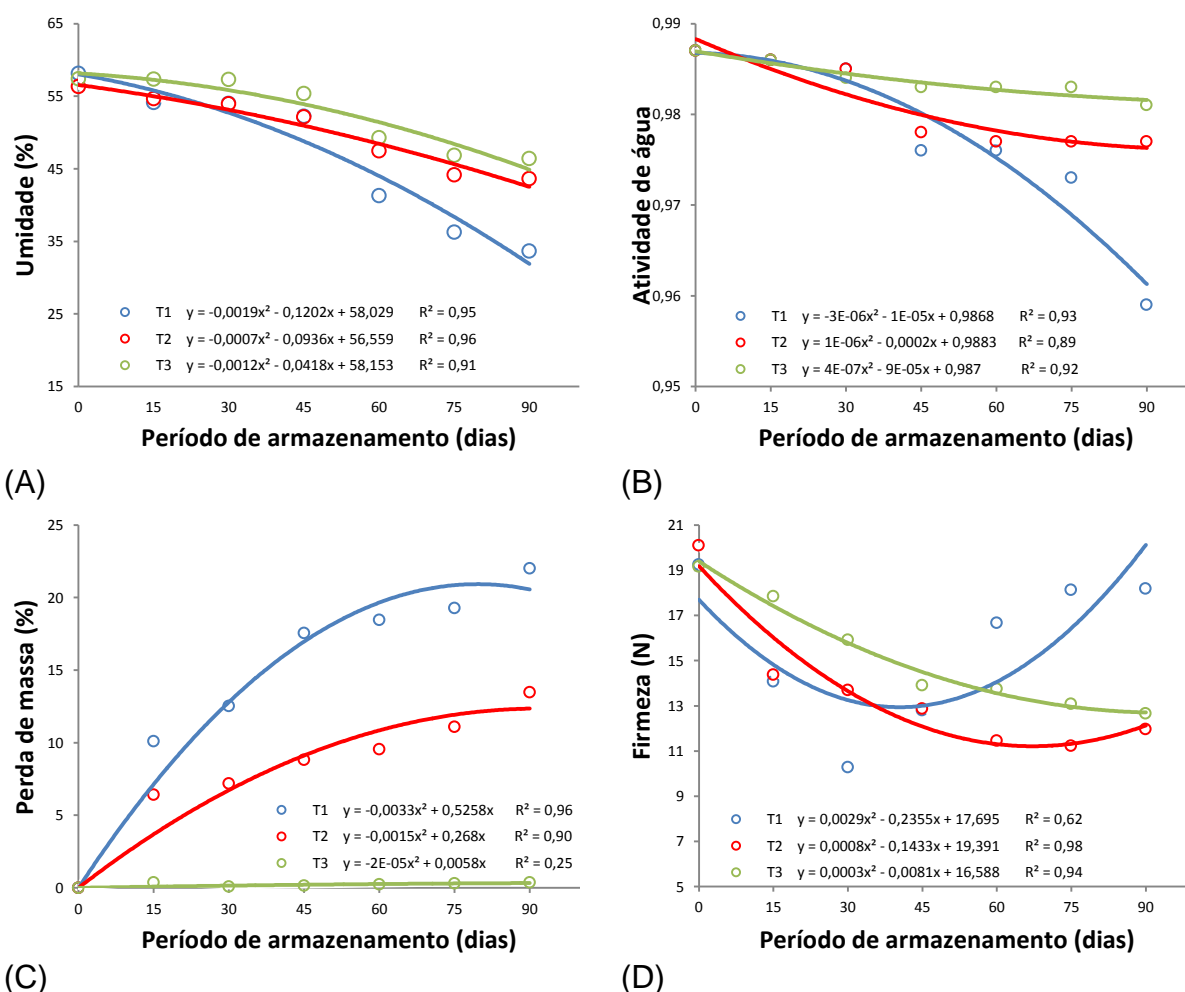 65
55
45
35
25
15
Umidade (%)
T1 y = -0,0019x² - 0,1202x + 58,029 R² = 0,95
T2 y = -0,0007x² - 0,0936x + 56,559 R² = 0,96
T3 y = -0,0012x² - 0,0418x + 58,153 R² = 0,91
0 15 30 45 60 75 90
Período de armazenamento (dias)
(A)
0,99
0,98
0,97
0,96
0,95
Atividade de água
T1 y = -3E-06x² - 1E-05x + 0,9868 R² = 0,93
T2 y = 1E-06x² - 0,0002x + 0,9883 R² = 0,89
T3 y = 4E-07x² - 9E-05x + 0,987 R² = 0,92
0 15 30 45 60 75 90
Período de armazenamento (dias)
(B)
25
20
15
10
5
0
Perda de massa (%)
T1 y = -0,0033x² + 0,5258x R² = 0,96
T2 y = -0,0015x² + 0,268x R² = 0,90
T3 y = -2E-05x² + 0,0058x R² = 0,25
0 15 30 45 60 75 90
Período de armazenamento (dias)
(C)
21
19
17
15
13
11
9
7
5
Firmeza (N)
T1 y = 0,0029x² - 0,2355x + 17,695 R² = 0,62
T2 y = 0,0008x² - 0,1433x + 19,391 R² = 0,98
T3 y = 0,0003x² - 0,0081x + 16,588 R² = 0,94
0 15 30 45 60 75 90
Período de armazenamento (dias)
(D)